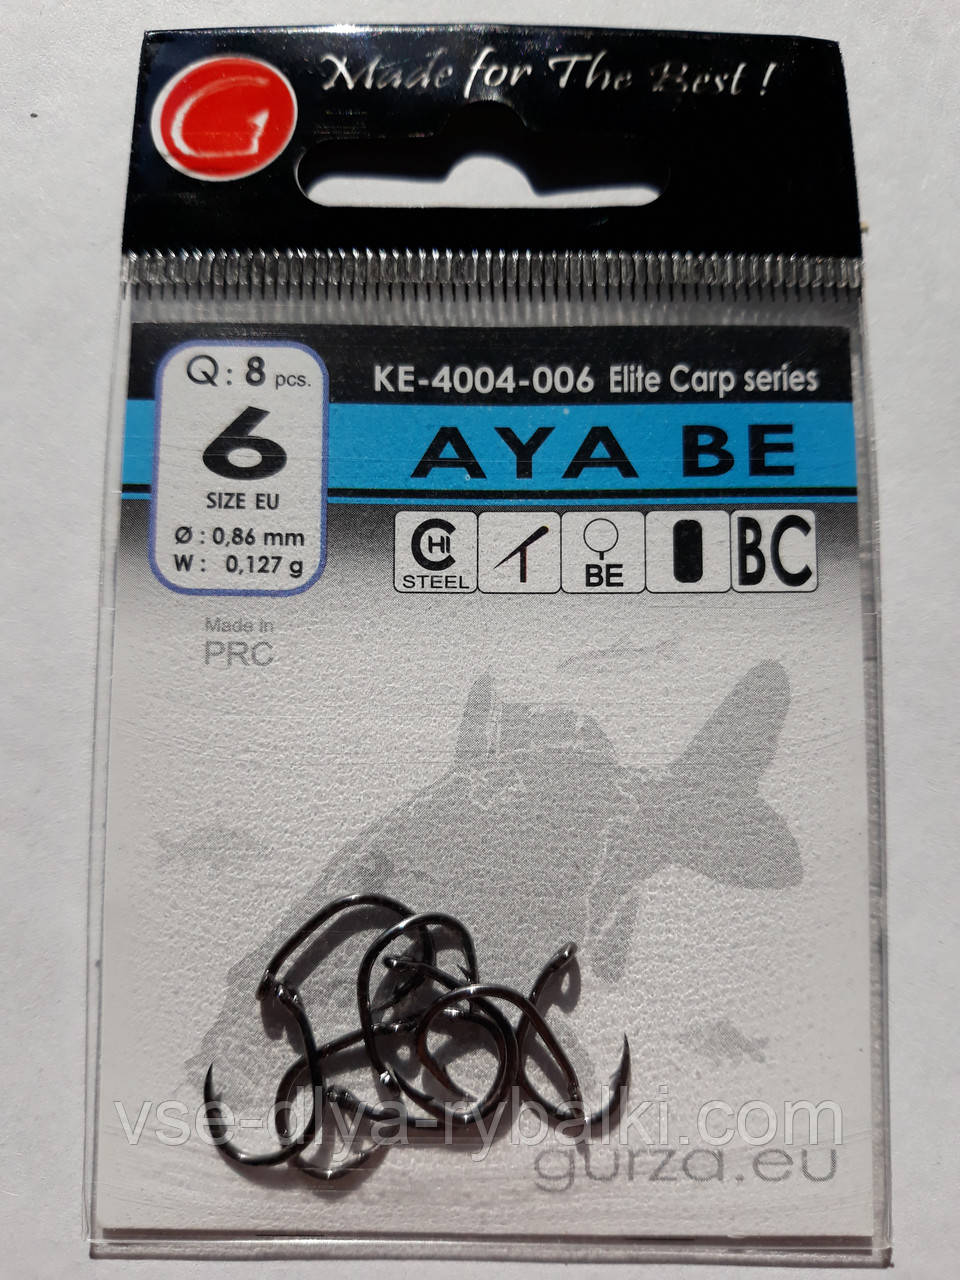 G
Made for The Best!
Q: 8 pcs.
6
SIZE EU
Ø : 0,86 mm
W : 0,127 g
KE-4004-006 Elite Carp series
AYA BE
C HI STEEL
BE
BC
Made in
PRC
vse-dlya-rybalki.com
gurza.eu